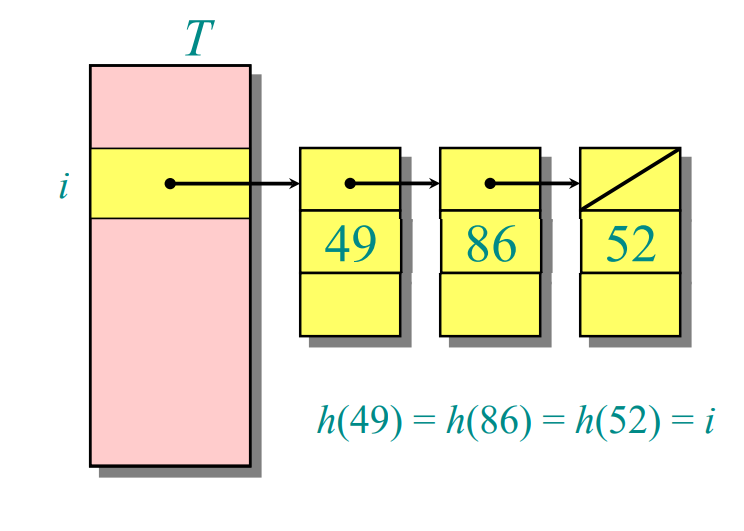 T
i
49 86 52
h(49) = h(86) = h(52) = i